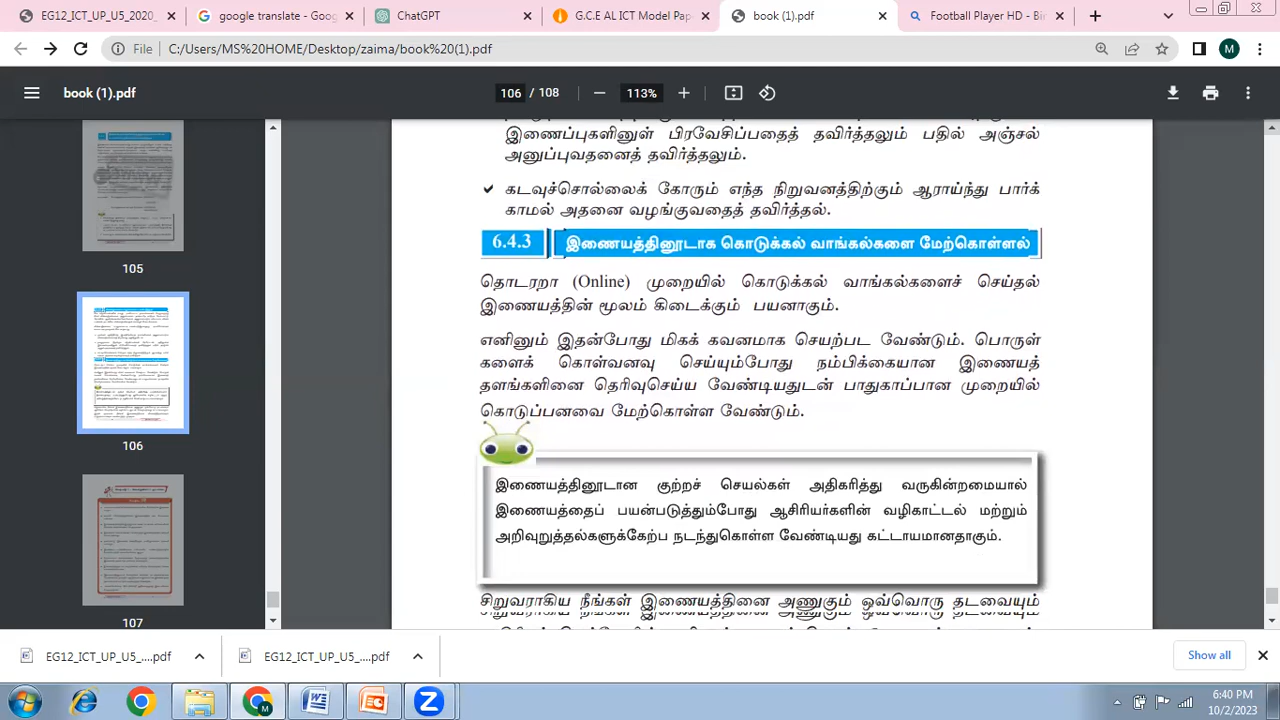 EG12_ICT_UP_U5_2020_
google translate - Goog
ChatGPT
G.C.E AL ICT Model Pape
book (1).pdf
Football Player HD - Bin
File
C:/Users/MS%20HOME/Desktop/zaima/book%20(1).pdf
M
book (1).pdf
106 / 108
113%
105
106
107
இணைப்புகளினுள் பிரவேசிப்பதைத் தவிர்த்தலும் பதில் அஞ்சல்
அனுப்புவதனைத் தவிர்த்தலும்.
✔ கடவுச்சொல்லைக் கோரும் எந்த நிறுவனத்திற்கும் ஆராய்ந்து பார்க்
காமல் அதனை வழங்குவதைத் தவிர்த்தல்.
6.4.3 இணையத்தினூடாக கொடுக்கல் வாங்கல்களை மேற்கொள்ளல்
தொடரறா (Online) முறையில் கொடுக்கல் வாங்கல்களைச் செய்தல்
இணையத்தின் மூலம் கிடைக்கும் பயனாகும்.
எனினும் இதன்போது மிகக் கவனமாக செயற்பட வேண்டும். பொருள்
கொள்வனவு செய்யும்போது நம்பிக்கையான இணையத்
தளங்களினை தெரிவுசெய்ய வேண்டியதுடன் பாதுகாப்பான முறையில்
கொடுப்பனவை மேற்கொள்ள வேண்டும்.
இணையத்தினூடான குற்றச் செயல்கள் அதிகரித்து வருகின்றமையால்
இணையத்தைப் பயன்படுத்தும்போது ஆசிரியர்களின் வழிகாட்டல் மற்றும்
அறிவுறுத்தல்களுக்கேற்ப நடந்துகொள்ள வேண்டியது கட்டாயமானதாகும்.
சிறுவராகிய நீங்கள் இணையத்தினை அணுகும் ஒவ்வொரு தடவையும்
EG12_ICT_UP_U5_....pdf
EG12_ICT_UP_U5_....pdf
Show all
6:40 PM
10/2/2023